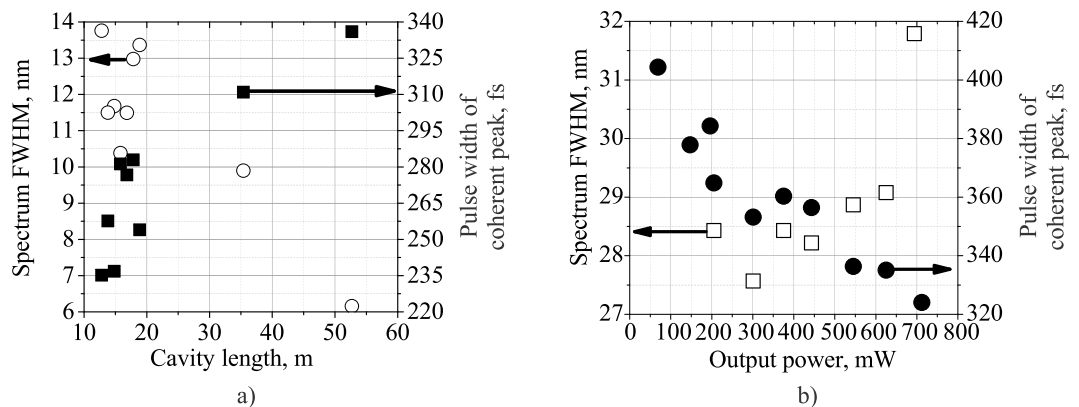 14
13
12
11
10
9
8
7
6
Spectrum FWHM, nm
340
325
310
295
280
265
250
235
220
Pulse width of
coherent peak, fs
10 20 30 40 50 60
Cavity length, m
a)
32
31
30
29
28
27
Spectrum FWHM, nm
420
400
380
360
340
320
Pulse width of
coherent peak, fs
0 100 200 300 400 500 600 700 800
Output power, mW
b)